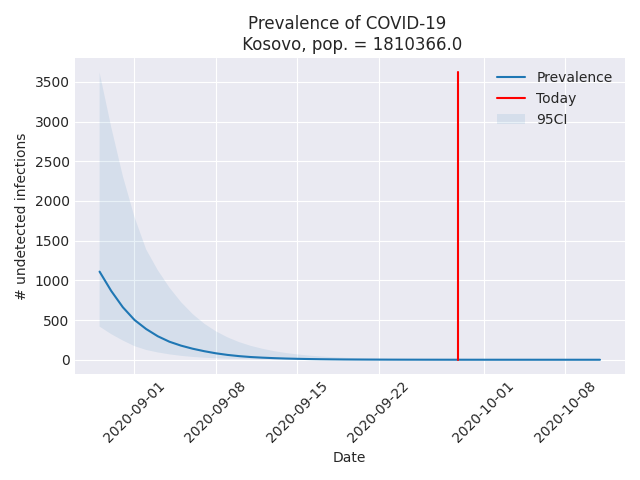 Prevalence of COVID-19
Kosovo, pop. = 1810366.0
Prevalence
Today
95CI
# undetected infections
3500
3000
2500
2000
1500
1000
500
0
2020-09-01
2020-09-08
2020-09-15
2020-09-22
2020-10-01
2020-10-08
Date